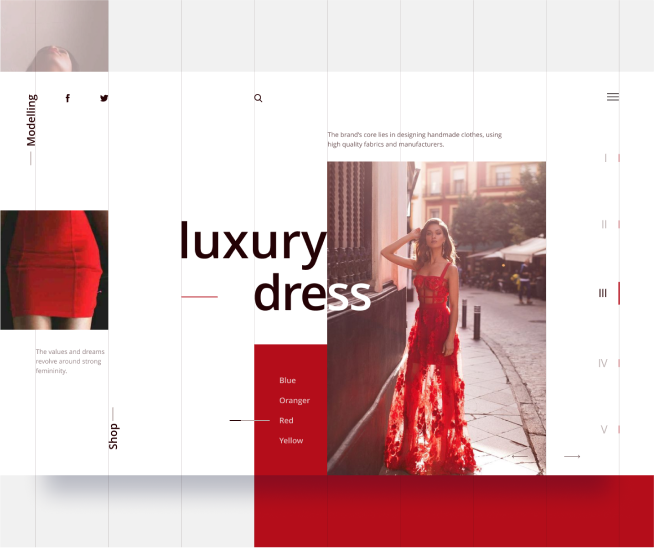 Modelling
The brand's core lies in designing handmade clothes, using
high quality fabrics and manufacturers.
I
II
III
IV
V
luxury
dress
The values and dreams
revolve around strong
femininity.
Blue
Oranger
Red
Yellow
Shop